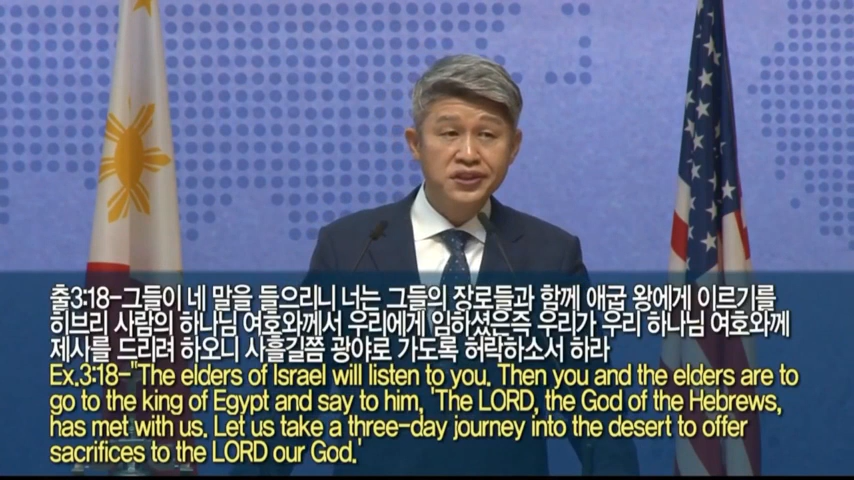 출3:18-그들이 네 말을 들으리니 너는 그들의 장로들과 함께 애굽 왕에게 이르기를
히브리 사람의 하나님 여호와께서 우리에게 임하셨은즉 우리가 우리 하나님 여호와께
제사를 드리려 하오니 사흘길쯤 광야로 가도록 허락하소서 하라
Ex.3:18-"The elders of Israel will listen to you. Then you and the elders are to
go to the king of Egypt and say to him, 'The LORD, the God of the Hebrews,
has met with us. Let us take a three-day journey into the desert to offer
sacrifices to the LORD our God.'